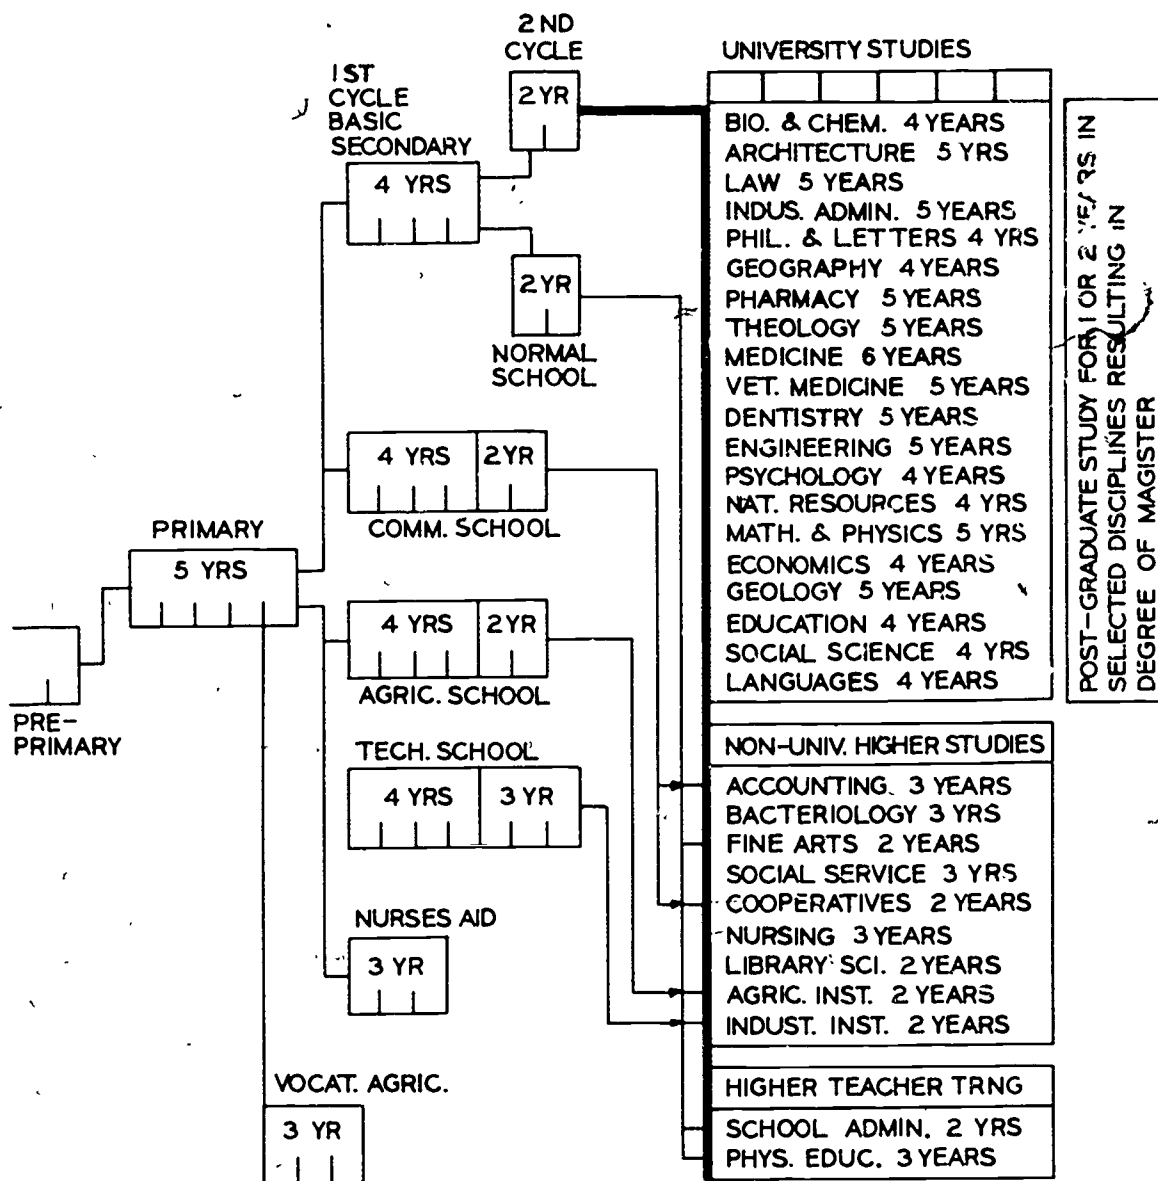 2ND
CYCLE
2 YR
1ST
CYCLE
BASIC
SECONDARY
4 YRS
2 YR
NORMAL
SCHOOL
4 YRS 2 YR
COMM. SCHOOL
PRIMARY
5 YRS
4 YRS 2 YR
AGRIC. SCHOOL
PRE-
PRIMARY
TECH. SCHOOL
4 YRS 3 YR
NURSES AID
3 YR
VOCAT. AGRIC.
3 YR
UNIVERSITY STUDIES
BIO. & CHEM. 4 YEARS
ARCHITECTURE 5 YRS
LAW 5 YEARS
INDUS. ADMIN. 5 YEARS
PHIL. & LETTERS 4 YRS
GEOGRAPHY 4 YEARS
PHARMACY 5 YEARS
THEOLOGY 5 YEARS
MEDICINE 6 YEARS
VET. MEDICINE 5 YEARS
DENTISTRY 5 YEARS
ENGINEERING 5 YEARS
PSYCHOLOGY 4 YEARS
NAT. RESOURCES 4 YRS
MATH. & PHYSICS 5 YRS
ECONOMICS 4 YEARS
GEOLOGY 5 YEARS
EDUCATION 4 YEARS
SOCIAL SCIENCE 4 YRS
LANGUAGES 4 YEARS
POST-GRADUATE STUDY FOR 1 OR 2 YEARS IN
SELECTED DISCIPLINES RESULTING IN
DEGREE OF MAGISTER
NON-UNIV. HIGHER STUDIES
ACCOUNTING. 3 YEARS
BACTERIOLOGY 3 YRS
FINE ARTS 2 YEARS
SOCIAL SERVICE 3 YRS
COOPERATIVES 2 YEARS
NURSING 3 YEARS
LIBRARY SCI. 2 YEARS
AGRIC. INST. 2 YEARS
INDUST. INST. 2 YEARS
HIGHER TEACHER TRNG
SCHOOL ADMIN. 2 YRS
PHYS. EDUC. 3 YEARS